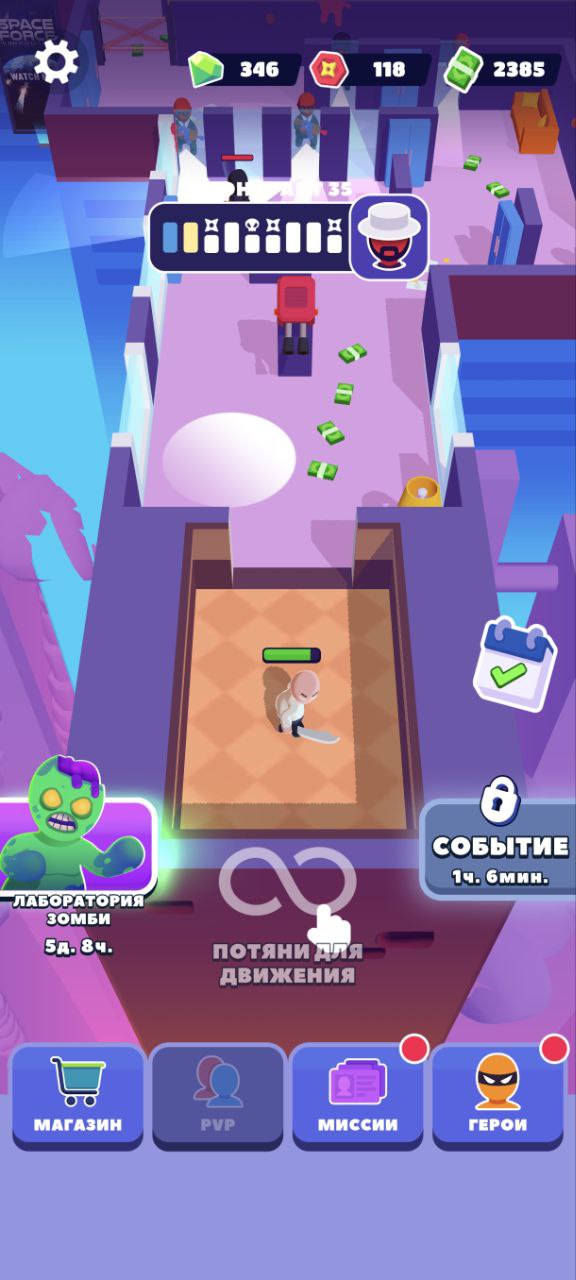 SPACE
FORCE
WATCH
346
118
2385
35
СОБЫТИЕ
1ч. 6мин.
ЛАБОРАТОРИЯ
ЗОМБИ
5д. 8ч.
ПОТЯНИ ДЛЯ
ДВИЖЕНИЯ
МАГАЗИН
PVP
МИССИИ
ГЕРОИ